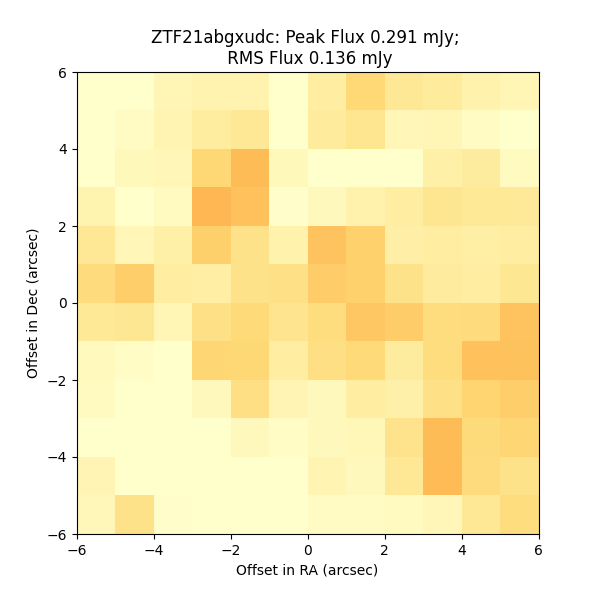 ZTF21abgxudc: Peak Flux 0.291 mJy;
RMS Flux 0.136 mJy
6
4
2
0
−2
−4
−6
Offset in Dec (arcsec)
−6 −4 −2 0 2 4 6
Offset in RA (arcsec)